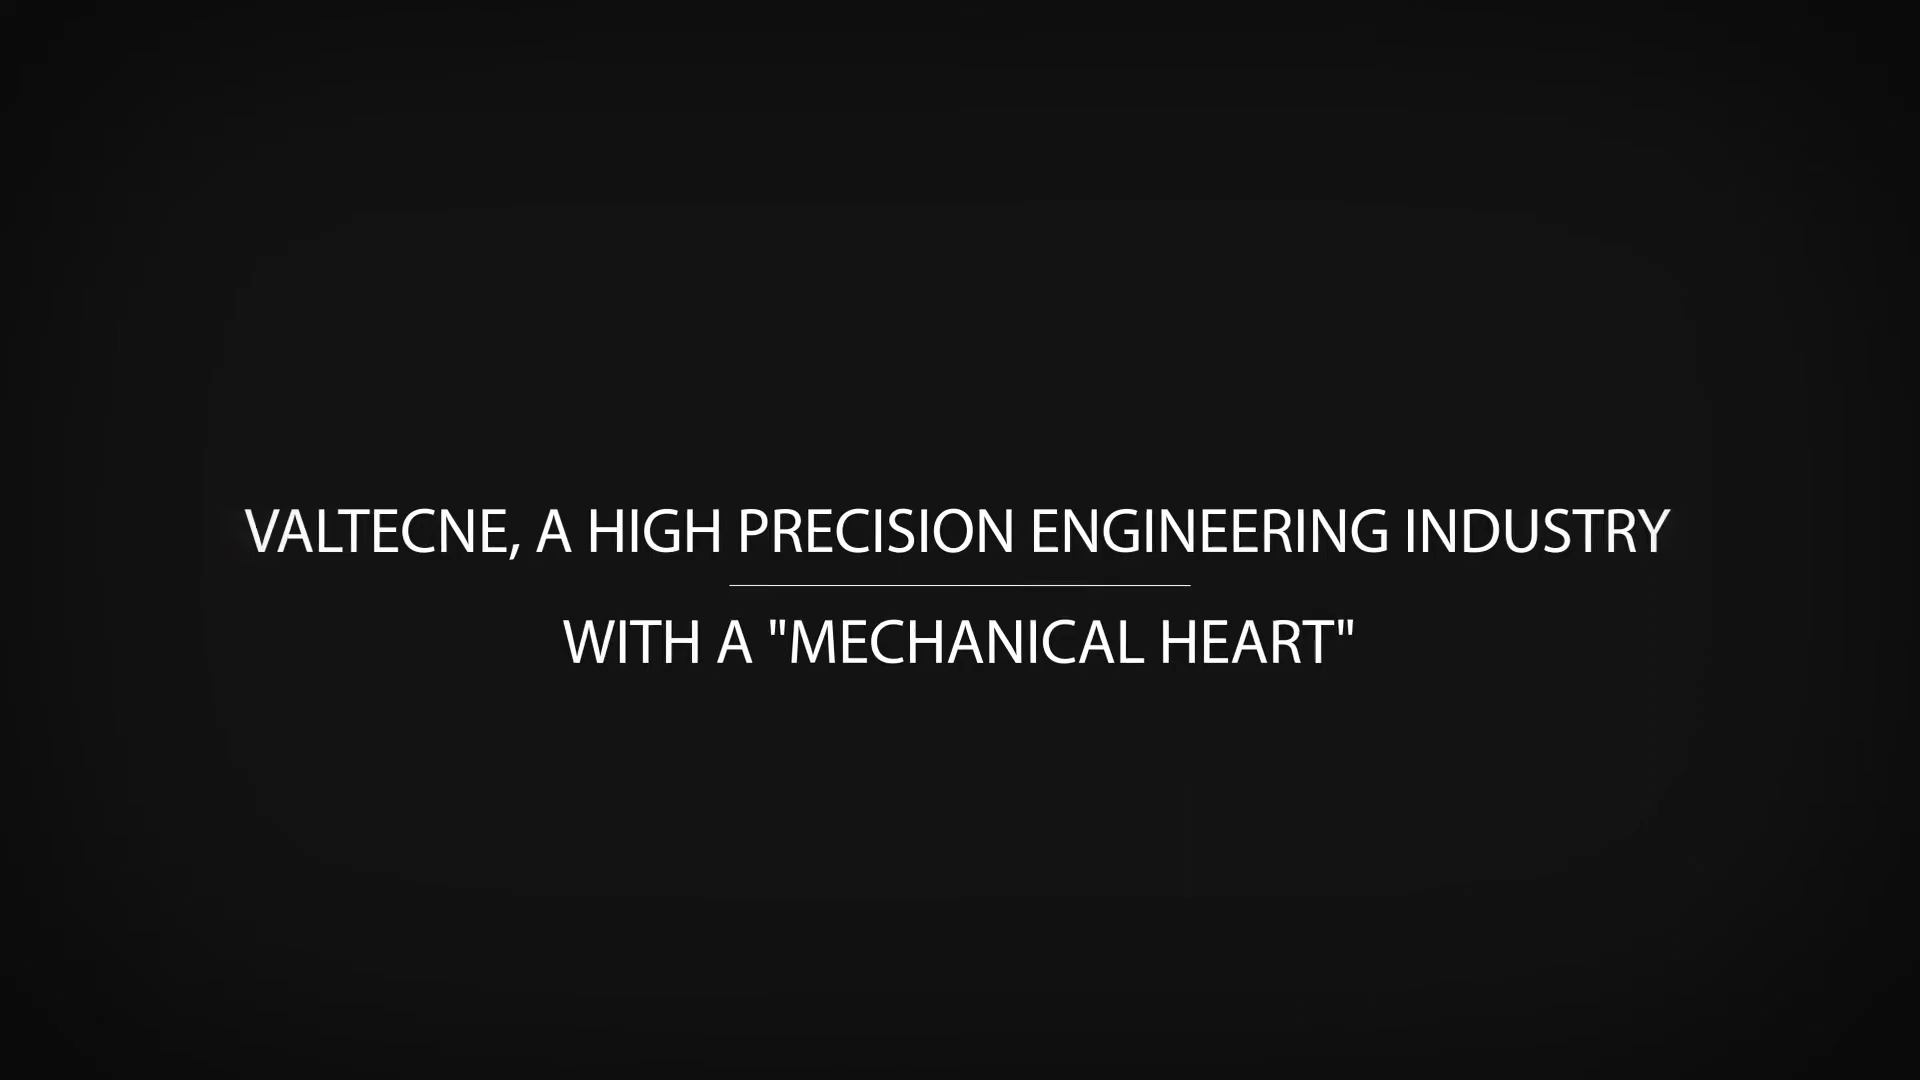 VALTECNE, A HIGH PRECISION ENGINEERING INDUSTRY
WITH A "MECHANICAL HEART"